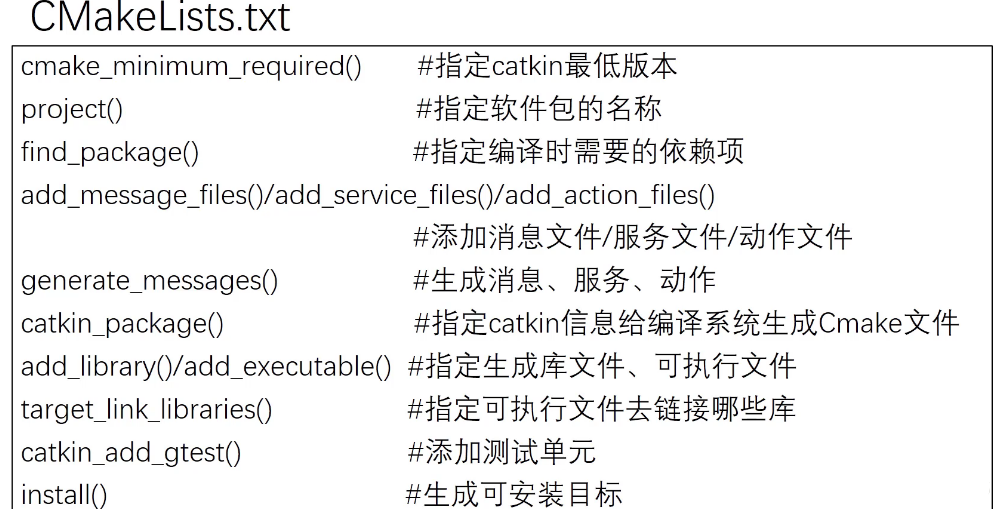 CMakeLists.txt
cmake_minimum_required() #指定catkin最低版本
project() #指定软件包的名称
find_package() #指定编译时需要的依赖项
add_message_files()/add_service_files()/add_action_files()
#添加消息文件/服务文件/动作文件
generate_messages() #生成消息、服务、动作
catkin_package() #指定catkin信息给编译系统生成Cmake文件
add_library()/add_executable() #指定生成库文件、可执行文件
target_link_libraries() #指定可执行文件去链接哪些库
catkin_add_gtest() #添加测试单元
install() #生成可安装目标